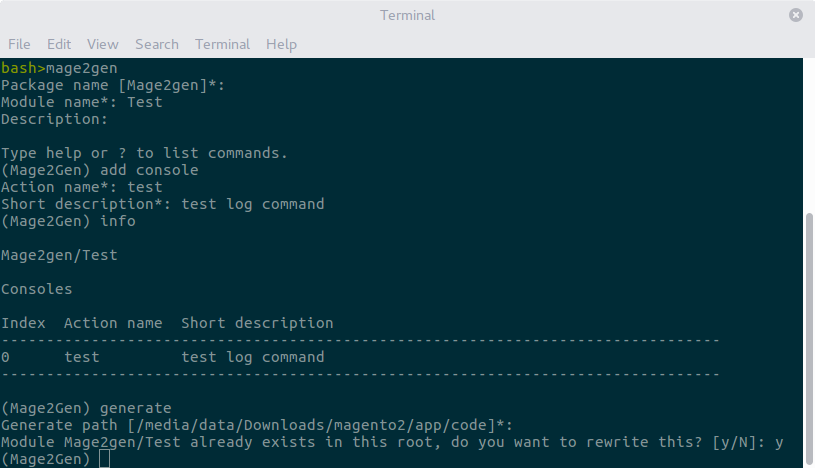 Terminal
File Edit View Search Terminal Help
bash>mage2gen
Package name [Mage2gen]*:
Module name*: Test
Description:
Type help or ? to list commands.
(Mage2Gen) add console
Action name*: test
Short description*: test log command
(Mage2Gen) info
Mage2gen/Test
Consoles
Index  Action name  Short description
--------------------------------------------------------------------------------
0      test         test log command
--------------------------------------------------------------------------------
(Mage2Gen) generate
Generate path [/media/data/Downloads/magento2/app/code]*:
Module Mage2gen/Test already exists in this root, do you want to rewrite this? [y/N]: y
(Mage2Gen)